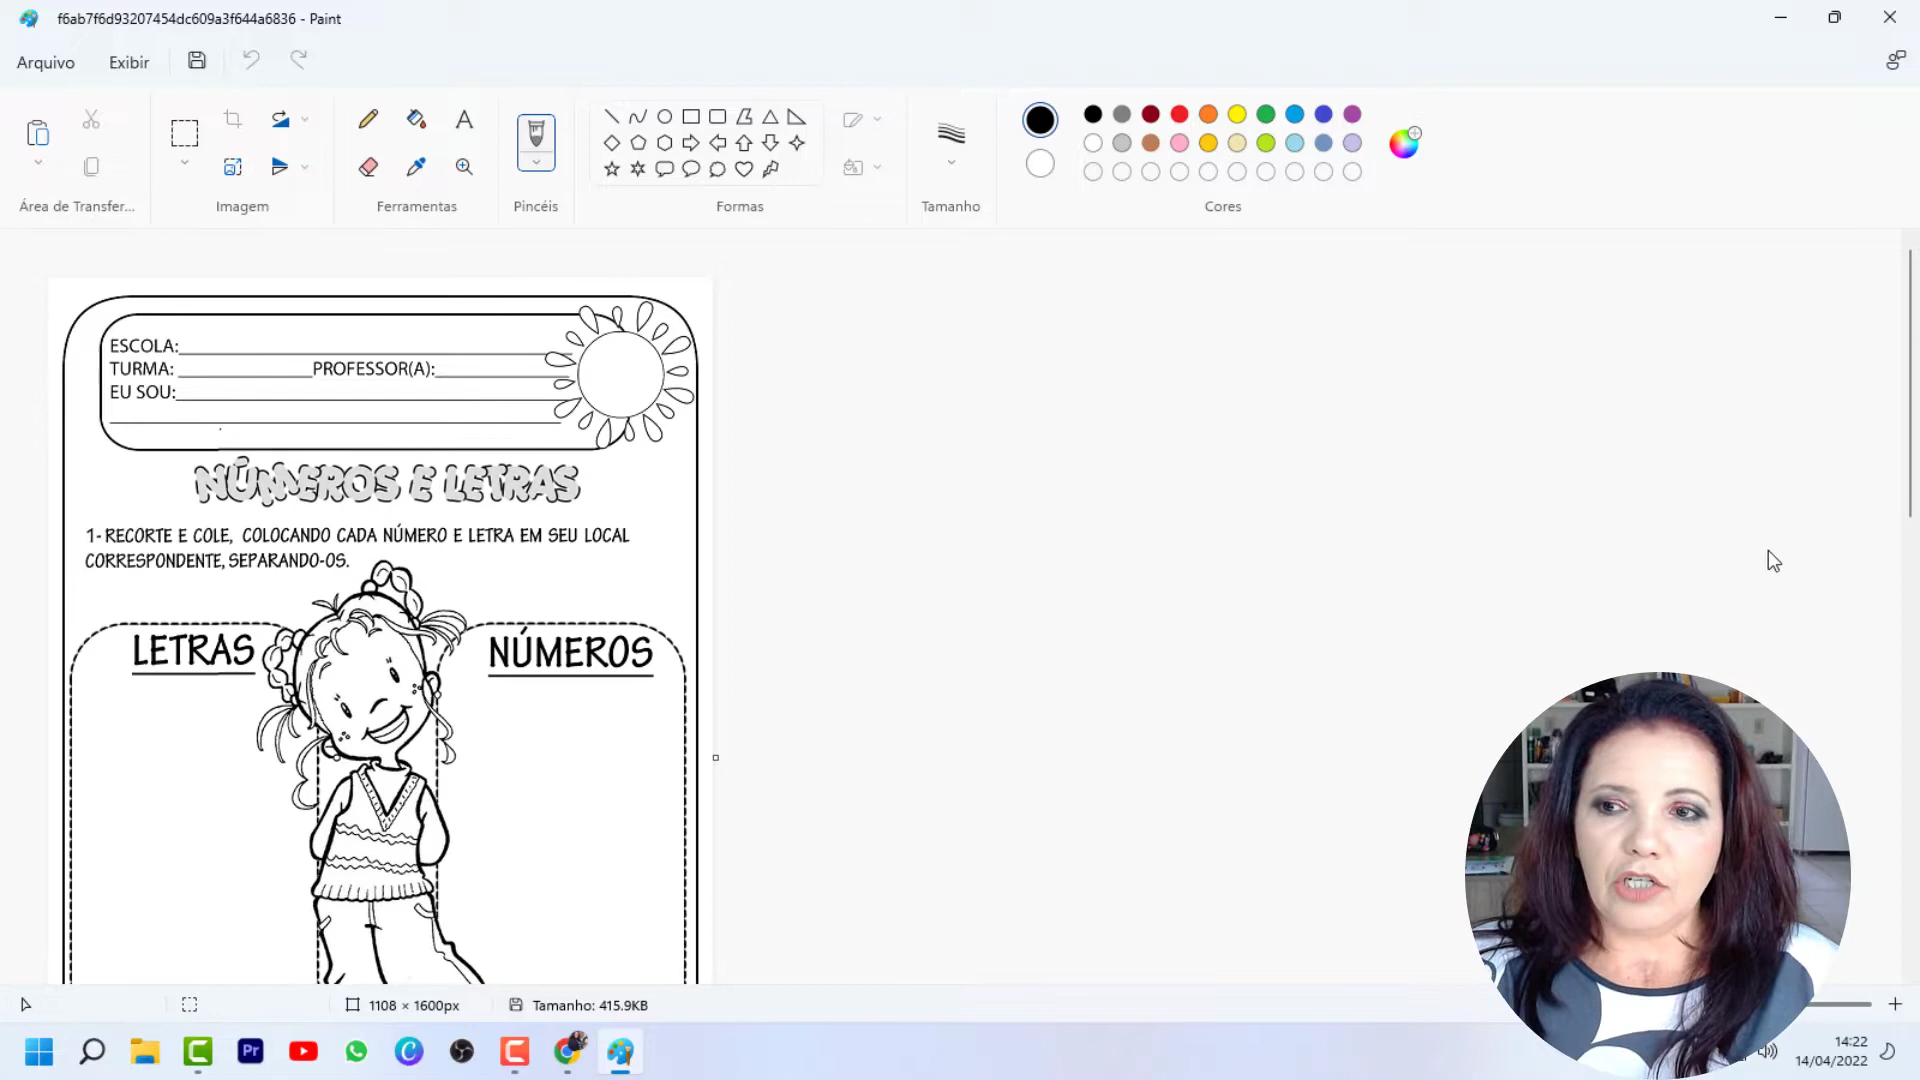 f6ab7f6d93207454dc609a3f644a6836 - Paint
Arquivo Exibir
Área de Transfer... Imagem Ferramentas Pincéis Formas Tamanho Cores
ESCOLA:
TURMA: PROFESSOR(A):
EU SOU:
NÚMEROS E LETRAS
1- RECORTE E COLE, COLOCANDO CADA NÚMERO E LETRA EM SEU LOCAL
CORRESPONDENTE, SEPARANDO-OS.
LETRAS NÚMEROS
1108 × 1600px Tamanho: 415.9KB
Pr
14:22
14/04/2022